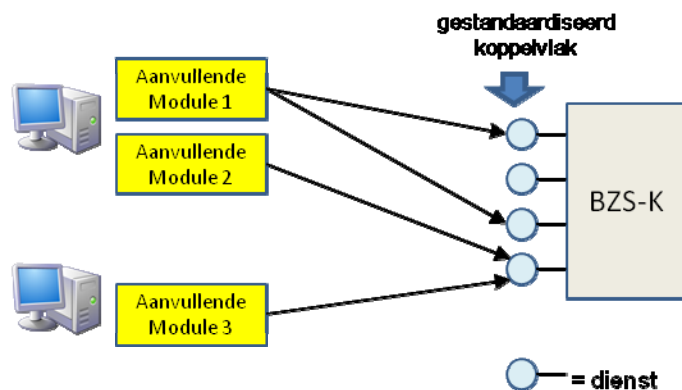 gestandaardiseerd
koppelvlak
Aanvullende
Module 1
Aanvullende
Module 2
BZS-K
Aanvullende
Module 3
= dienst